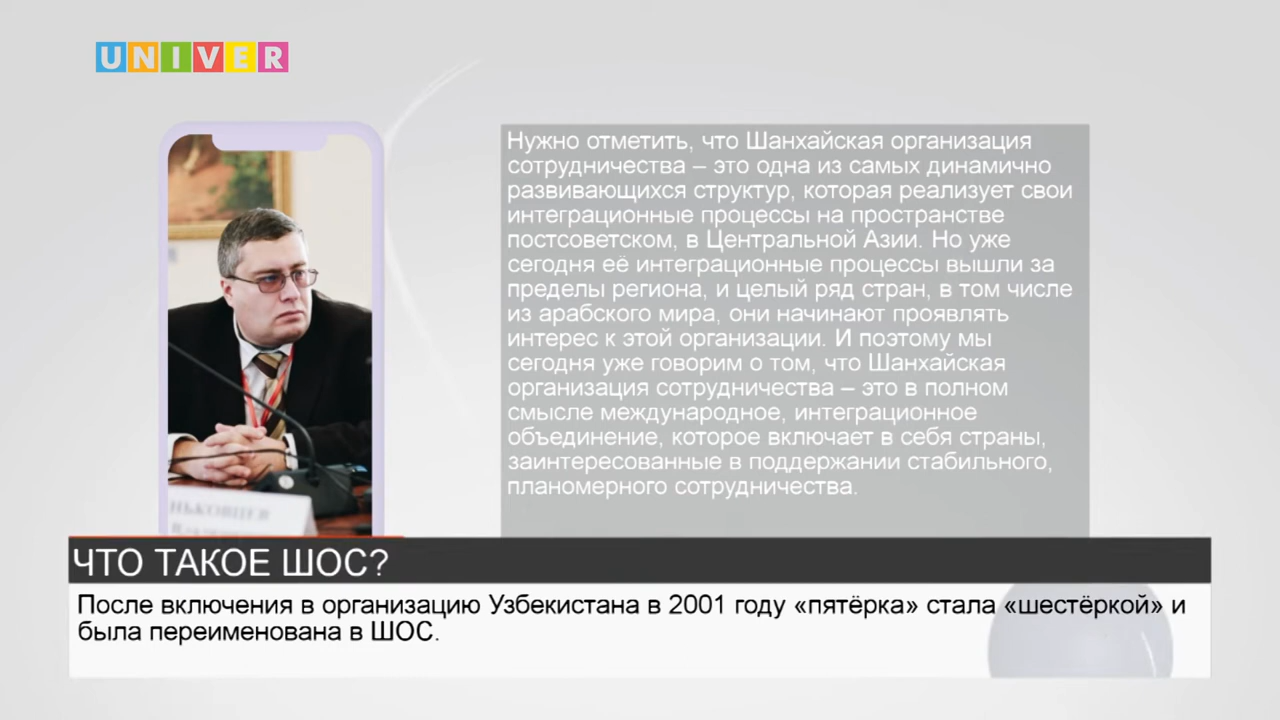 UNIVER
Нужно отметить, что Шанхайская организация
сотрудничества – это одна из самых динамично
развивающихся структур, которая реализует свои
интеграционные процессы на пространстве
постсоветском, в Центральной Азии. Но уже
сегодня её интеграционные процессы вышли за
пределы региона, и целый ряд стран, в том числе
из арабского мира, они начинают проявлять
интерес к этой организации. И поэтому мы
сегодня уже говорим о том, что Шанхайская
организация сотрудничества – это в полном
смысле международное, интеграционное
объединение, которое включает в себя страны,
заинтересованные в поддержании стабильного,
планомерного сотрудничества.
ЧТО ТАКОЕ ШОС?
После включения в организацию Узбекистана в 2001 году «пятёрка» стала «шестёркой» и
была переименована в ШОС.